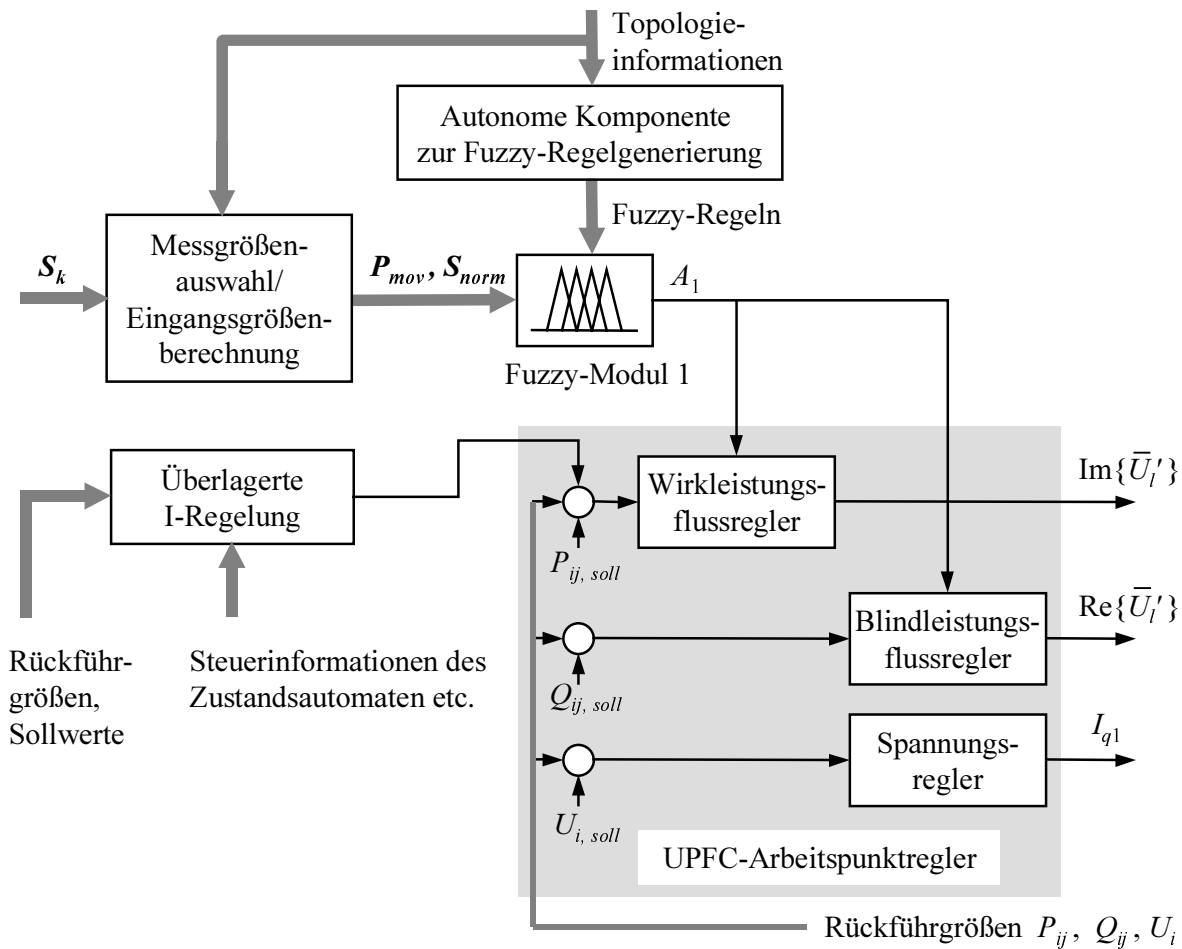 Topologie-
informationen
Autonome Komponente
zur Fuzzy-Regelgenerierung
Fuzzy-Regeln
Messgrößen-
auswahl/
Eingangsgrößen-
berechnung
S_k
P_mov, S_norm
A_1
Fuzzy-Modul 1
Überlagerte
I-Regelung
Wirkleistungs-
flussregler
Im{U̅_l′}
P_ij, soll
Rückführ-
größen,
Sollwerte
Steuerinformationen des
Zustandsautomaten etc.
Blindleistungs-
flussregler
Re{U̅_l′}
Q_ij, soll
Spannungs-
regler
I_q1
U_i, soll
UPFC-Arbeitspunktregler
Rückführgrößen P_ij, Q_ij, U_i